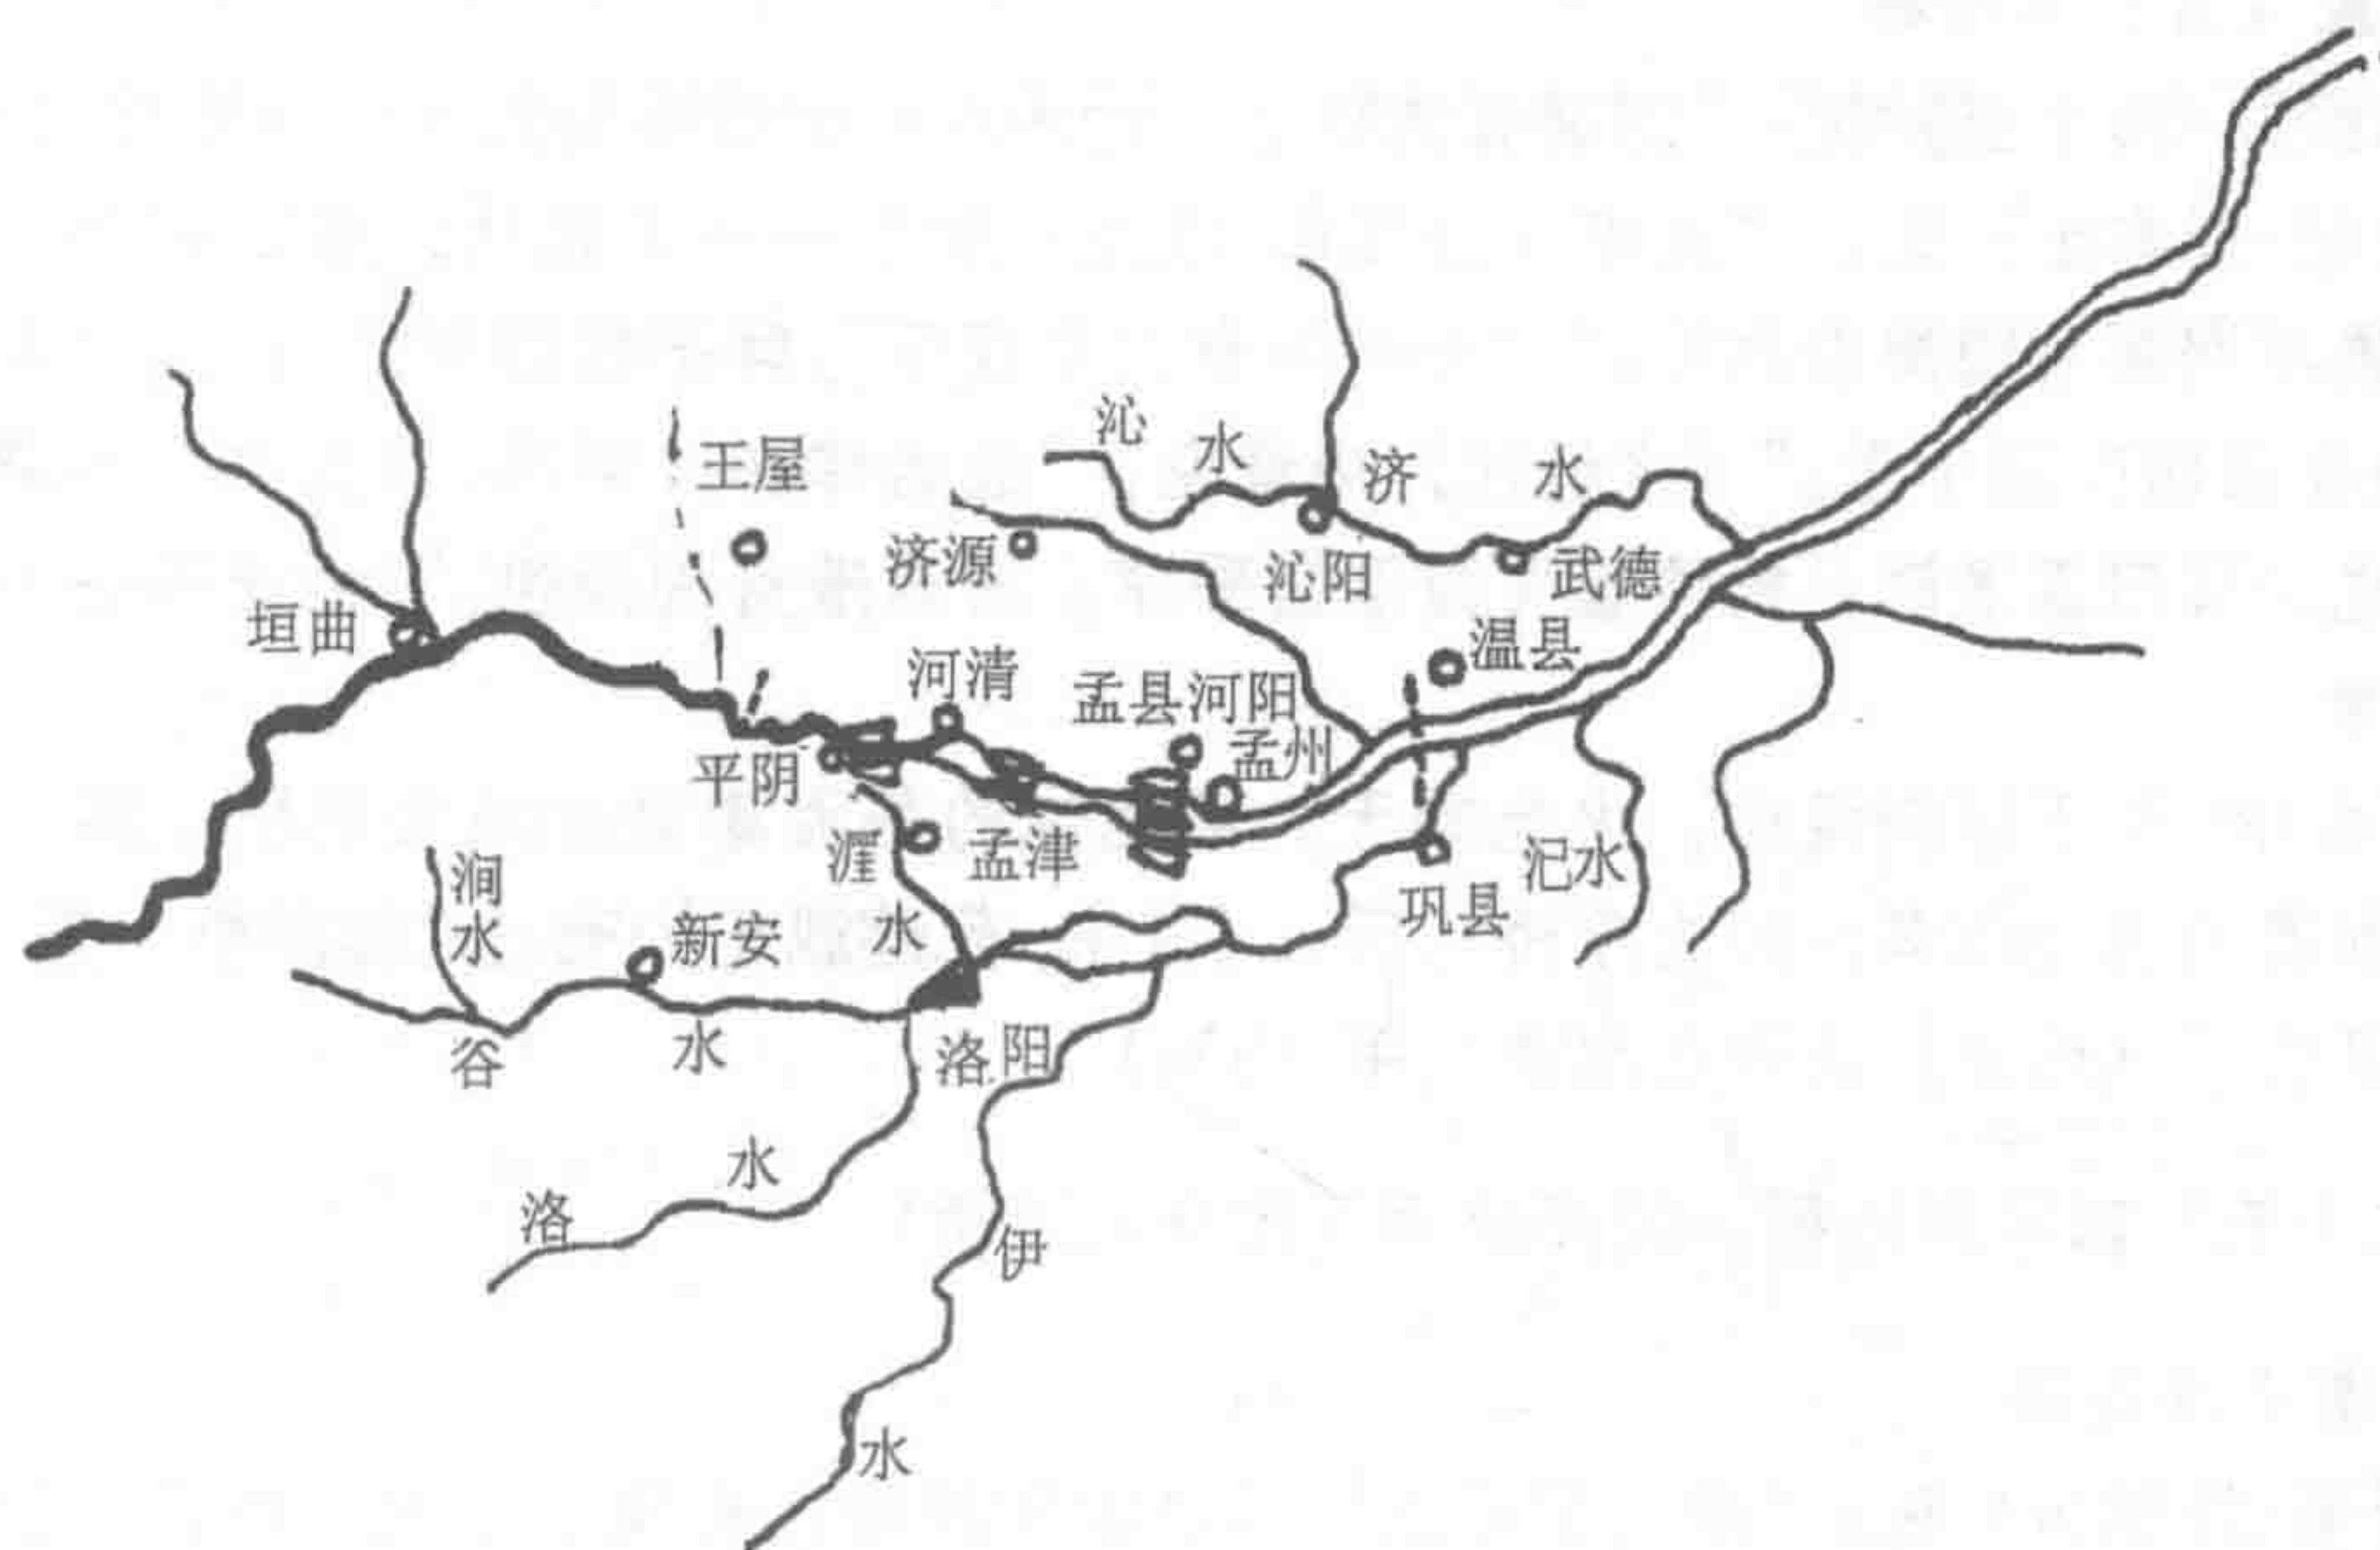 沁水
济水
王屋
济源
沁阳
武德
垣曲
温县
河清
孟县河阳
孟州
平阴
孟津
涧水
新安
汜水
巩县
谷水
洛阳
洛水
伊水